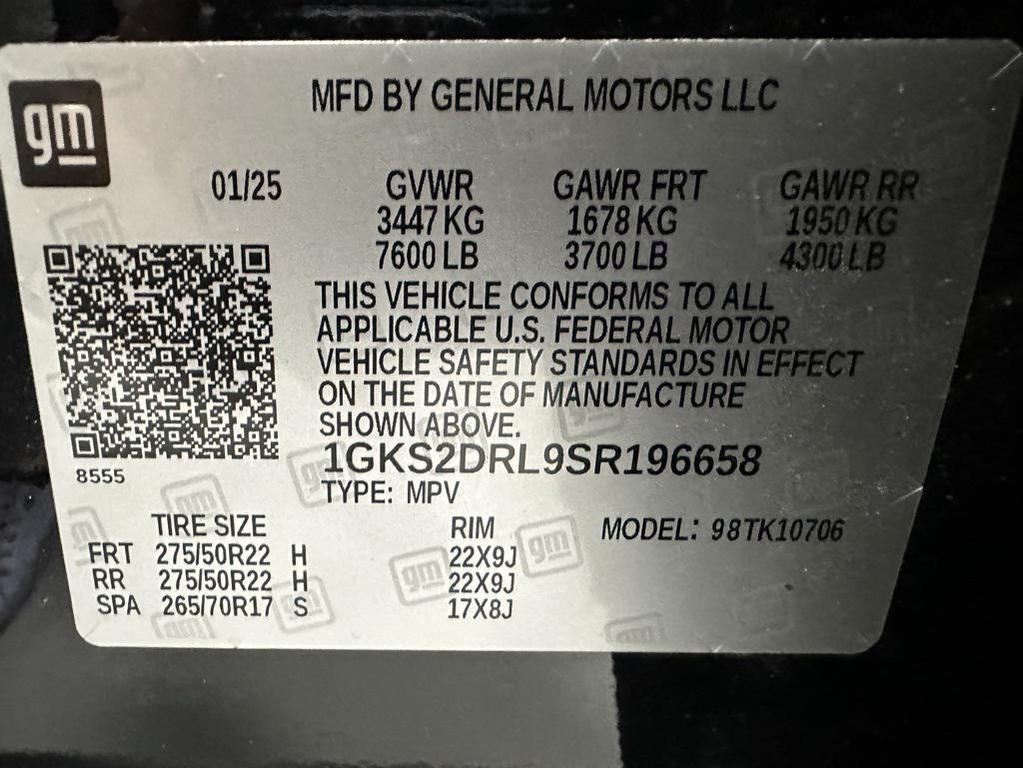 gm
MFD BY GENERAL MOTORS LLC
01/25 GVWR GAWR FRT GAWR RR
3447 KG 1678 KG 1950 KG
7600 LB 3700 LB 4300 LB
THIS VEHICLE CONFORMS TO ALL
APPLICABLE U.S. FEDERAL MOTOR
VEHICLE SAFETY STANDARDS IN EFFECT
ON THE DATE OF MANUFACTURE
SHOWN ABOVE.
1GKS2DRL9SR196658
8555
TYPE: MPV
TIRE SIZE RIM MODEL: 98TK10706
FRT 275/50R22 H 22X9J
RR 275/50R22 H 22X9J
SPA 265/70R17 S 17X8J